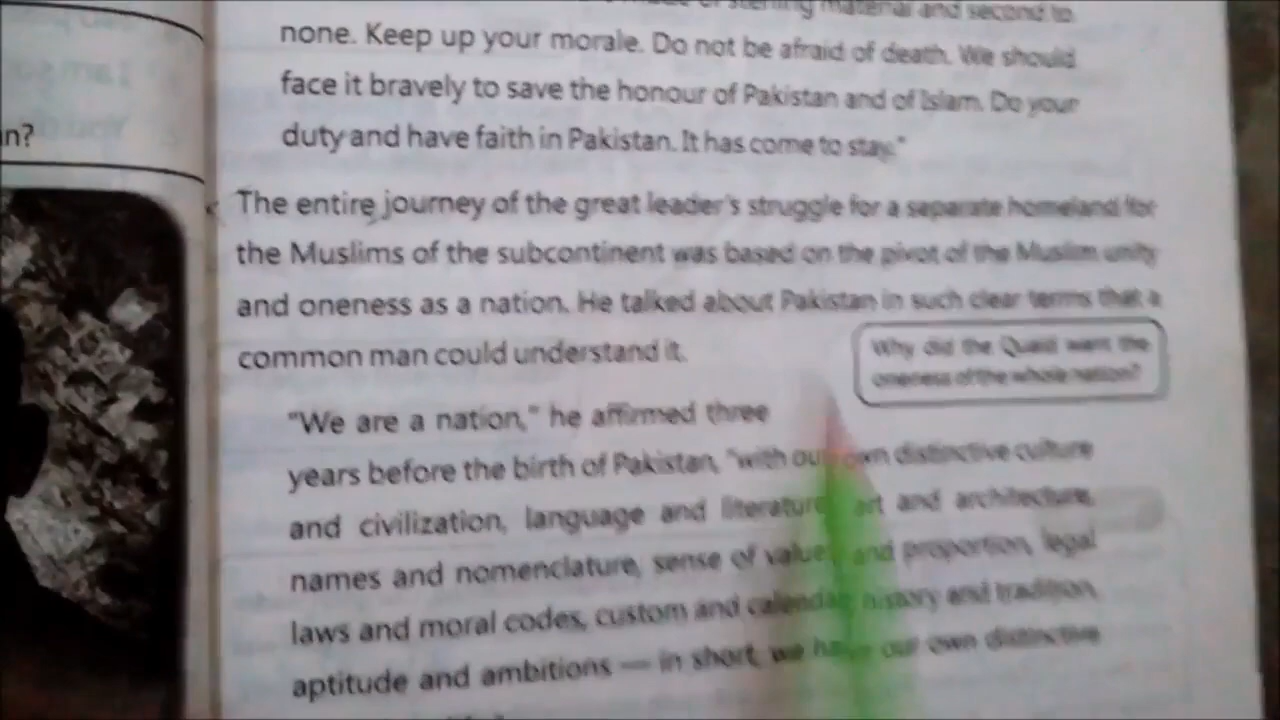 of sterling material and second to
none. Keep up your morale. Do not be afraid of death. We should
face it bravely to save the honour of Pakistan and of Islam. Do your
duty and have faith in Pakistan. It has come to stay."
n?
The entire journey of the great leader's struggle for a separate homeland for
the Muslims of the subcontinent was based on the pivot of the Muslim unity
and oneness as a nation. He talked about Pakistan in such clear terms that a
common man could understand it.
Why did the Quaid want the
oneness of the whole nation?
"We are a nation," he affirmed three
years before the birth of Pakistan, "with our own distinctive culture
and civilization, language and literature, art and architecture,
names and nomenclature, sense of value and proportion, legal
laws and moral codes, custom and calendar, history and tradition,
aptitude and ambitions — in short, we have our own distinctive